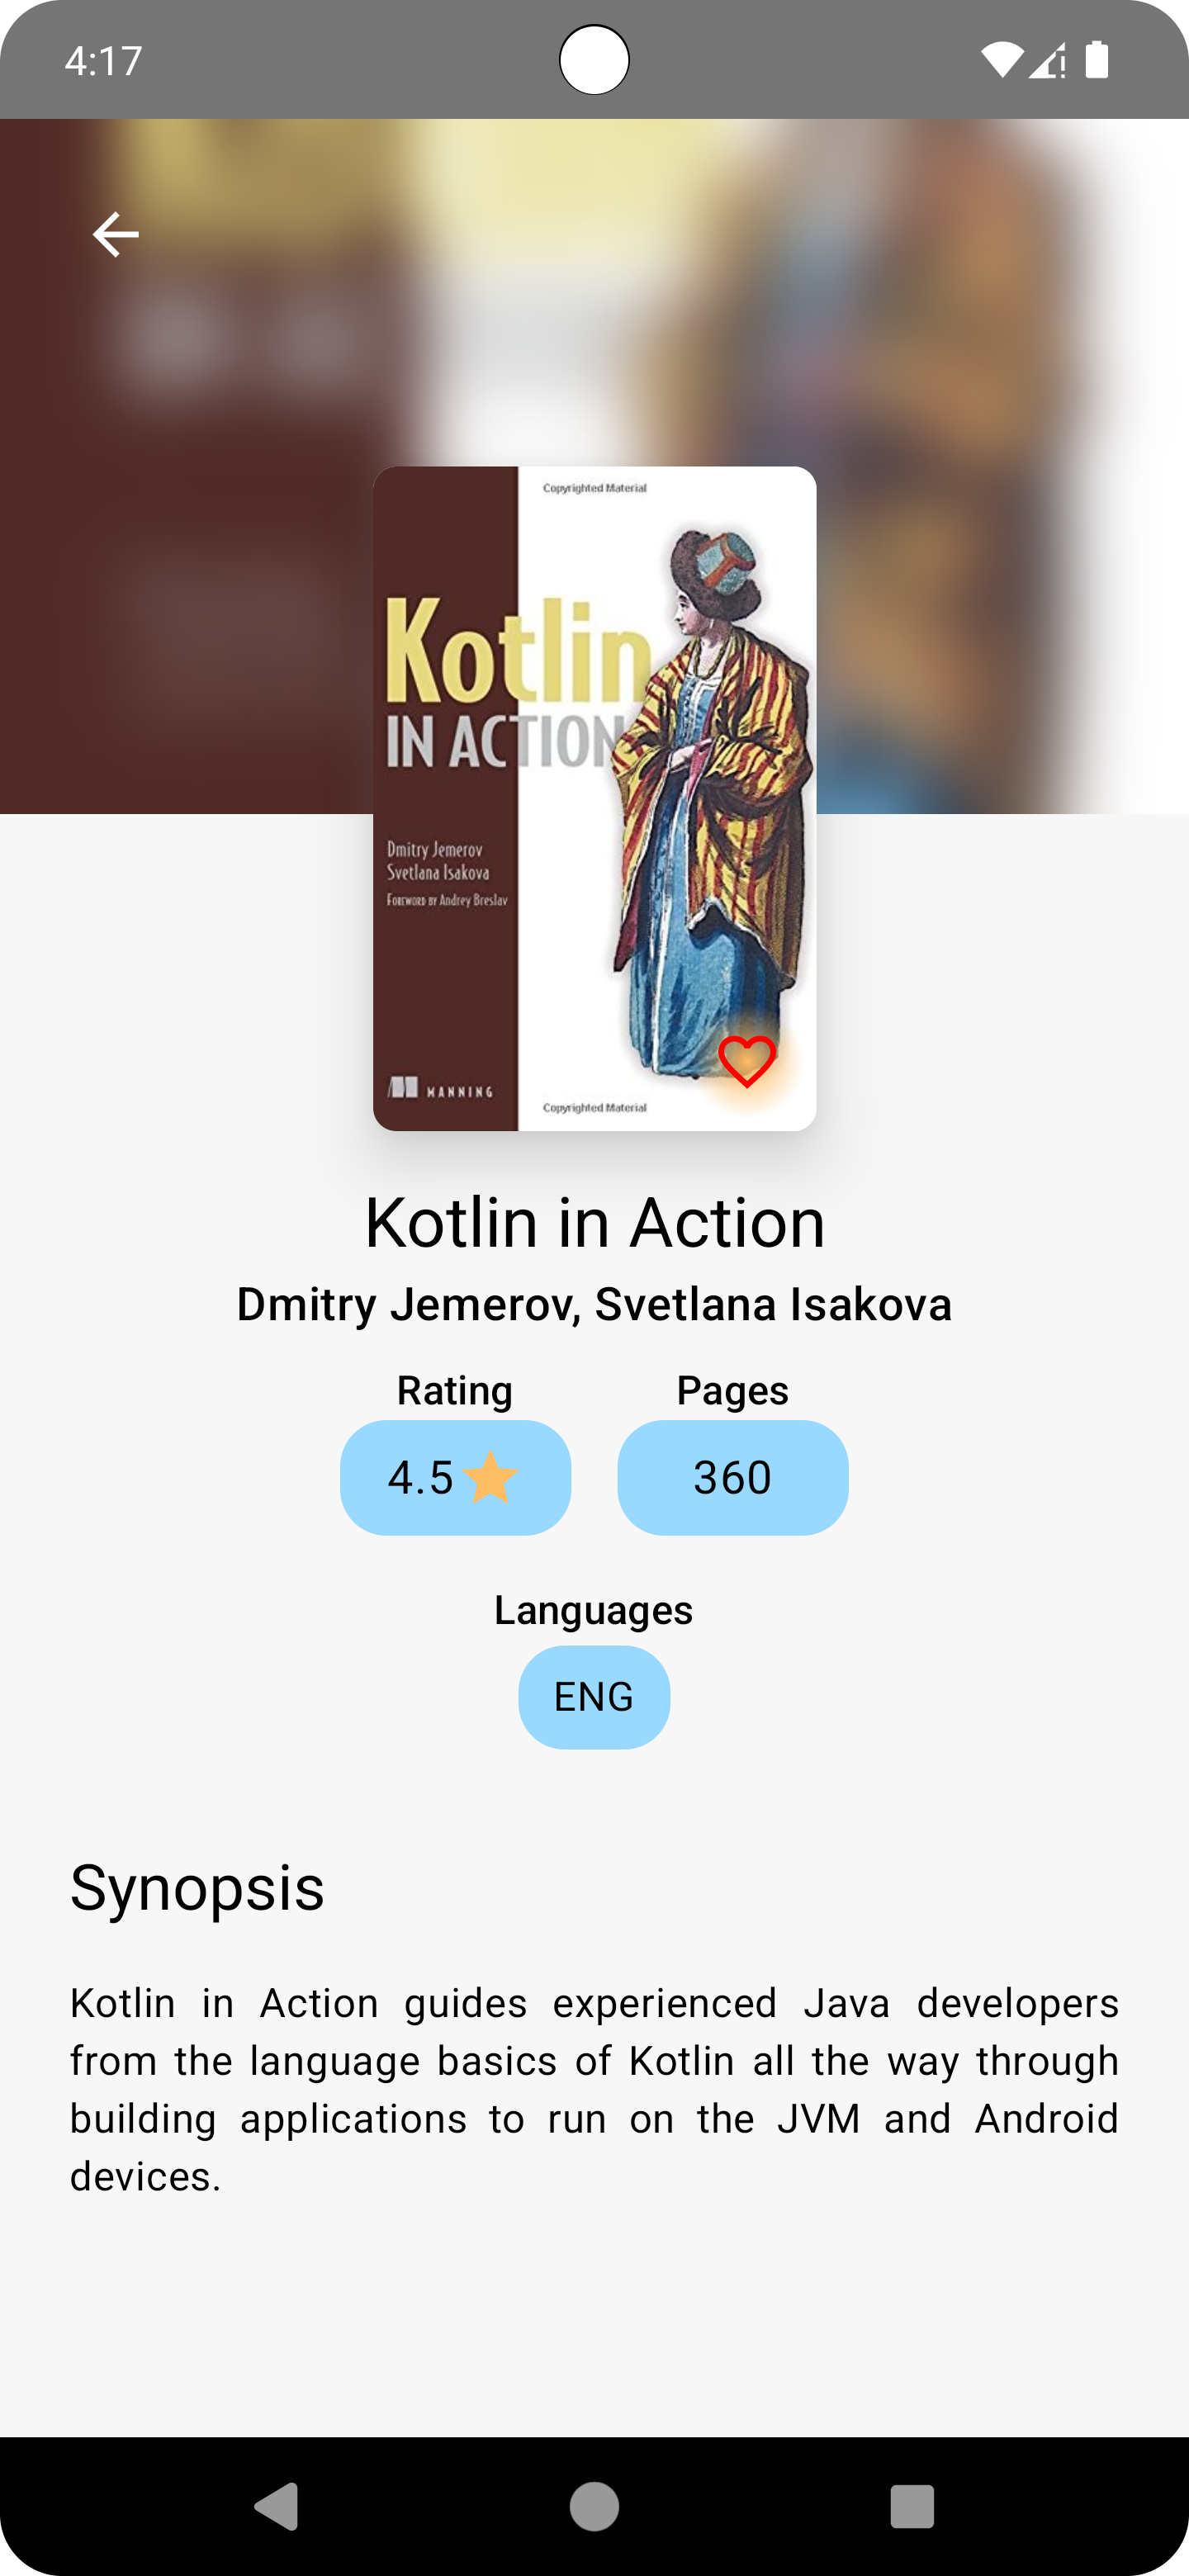 4:17
Copyrighted Material
Kotlin
IN ACTION
Dmitry Jemerov
Svetlana Isakova
FOREWORD BY Andrey Breslav
MANNING
Copyrighted Material
Kotlin in Action
Dmitry Jemerov, Svetlana Isakova
Rating Pages
4.5 360
Languages
ENG
Synopsis
Kotlin in Action guides experienced Java developers
from the language basics of Kotlin all the way through
building applications to run on the JVM and Android
devices.